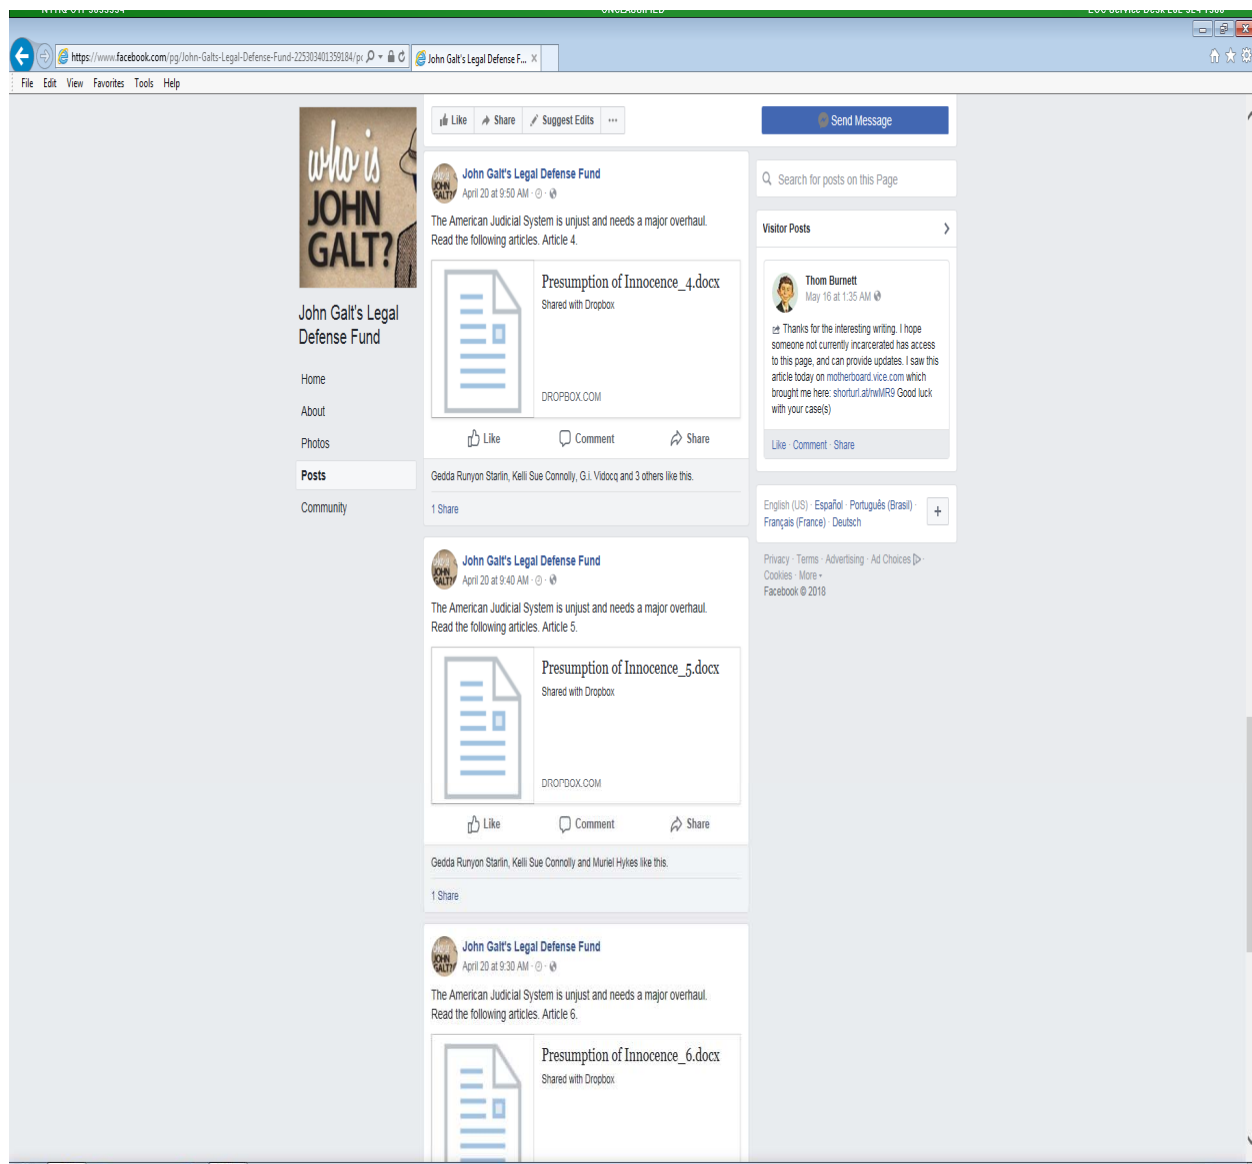 UNCLASSIFIED
https://www.facebook.com/pg/John-Galts-Legal-Defense-Fund-225303401359184/pc
John Galt's Legal Defense F...
File Edit View Favorites Tools Help
who is
JOHN
GALT?
John Galt's Legal
Defense Fund
Home
About
Photos
Posts
Community
Like Share Suggest Edits ...
Send Message
John Galt's Legal Defense Fund
April 20 at 9:50 AM
The American Judicial System is unjust and needs a major overhaul.
Read the following articles. Article 4.
Presumption of Innocence_4.docx
Shared with Dropbox
DROPBOX.COM
Like Comment Share
Gedda Runyon Starlin, Kelli Sue Connolly, G.i. Vidocq and 3 others like this.
1 Share
John Galt's Legal Defense Fund
April 20 at 9:40 AM
The American Judicial System is unjust and needs a major overhaul.
Read the following articles. Article 5.
Presumption of Innocence_5.docx
Shared with Dropbox
DROPBOX.COM
Like Comment Share
Gedda Runyon Starlin, Kelli Sue Connolly and Muriel Hykes like this.
1 Share
John Galt's Legal Defense Fund
April 20 at 9:30 AM
The American Judicial System is unjust and needs a major overhaul.
Read the following articles. Article 6.
Presumption of Innocence_6.docx
Shared with Dropbox
Search for posts on this Page
Visitor Posts
Thom Burnett
May 16 at 1:35 AM
Thanks for the interesting writing. I hope
someone not currently incarcerated has access
to this page, and can provide updates. I saw this
article today on motherboard.vice.com which
brought me here: shorturl.at/rwMR9 Good luck
with your case(s)
Like · Comment · Share
English (US) · Español · Português (Brasil) ·
Français (France) · Deutsch
Privacy · Terms · Advertising · Ad Choices ·
Cookies · More
Facebook © 2018